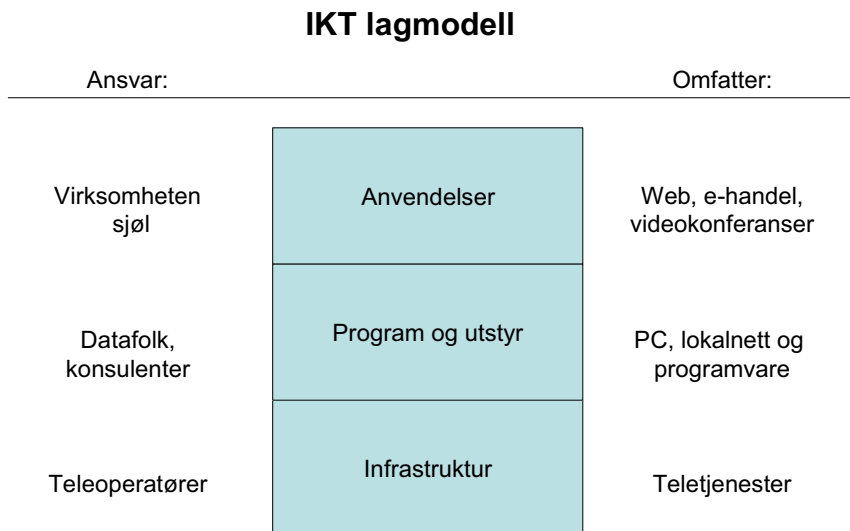 IKT lagmodell
Ansvar:
Omfatter:
Virksomheten
sjøl
Anvendelser
Web, e-handel,
videokonferanser
Datafolk,
konsulenter
Program og utstyr
PC, lokalnett og
programvare
Teleoperatører
Infrastruktur
Teletjenester